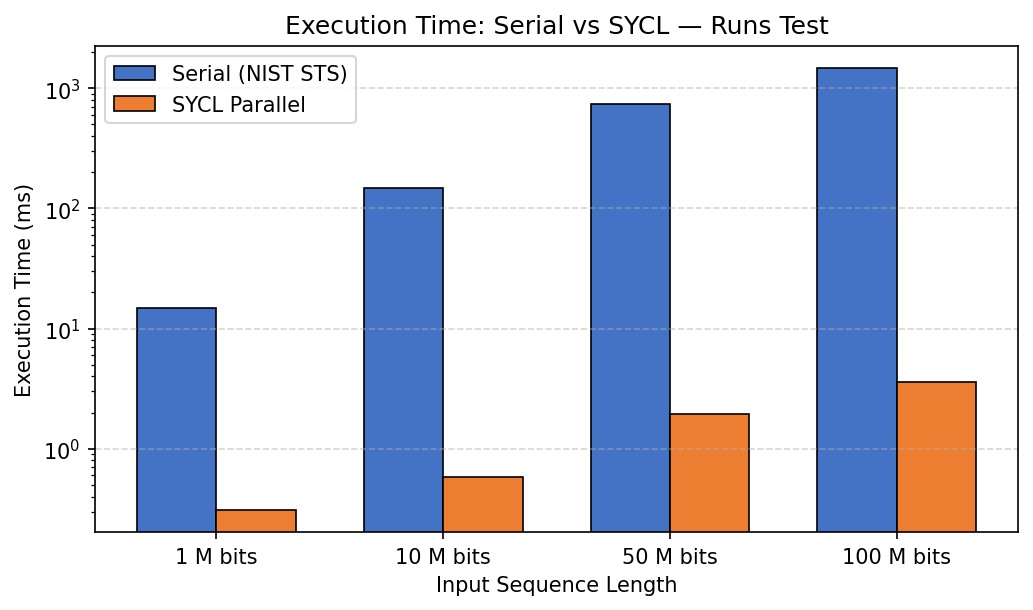 Execution Time: Serial vs SYCL — Runs Test
Serial (NIST STS)
SYCL Parallel
Execution Time (ms)
10³
10²
10¹
10⁰
1 M bits
10 M bits
50 M bits
100 M bits
Input Sequence Length